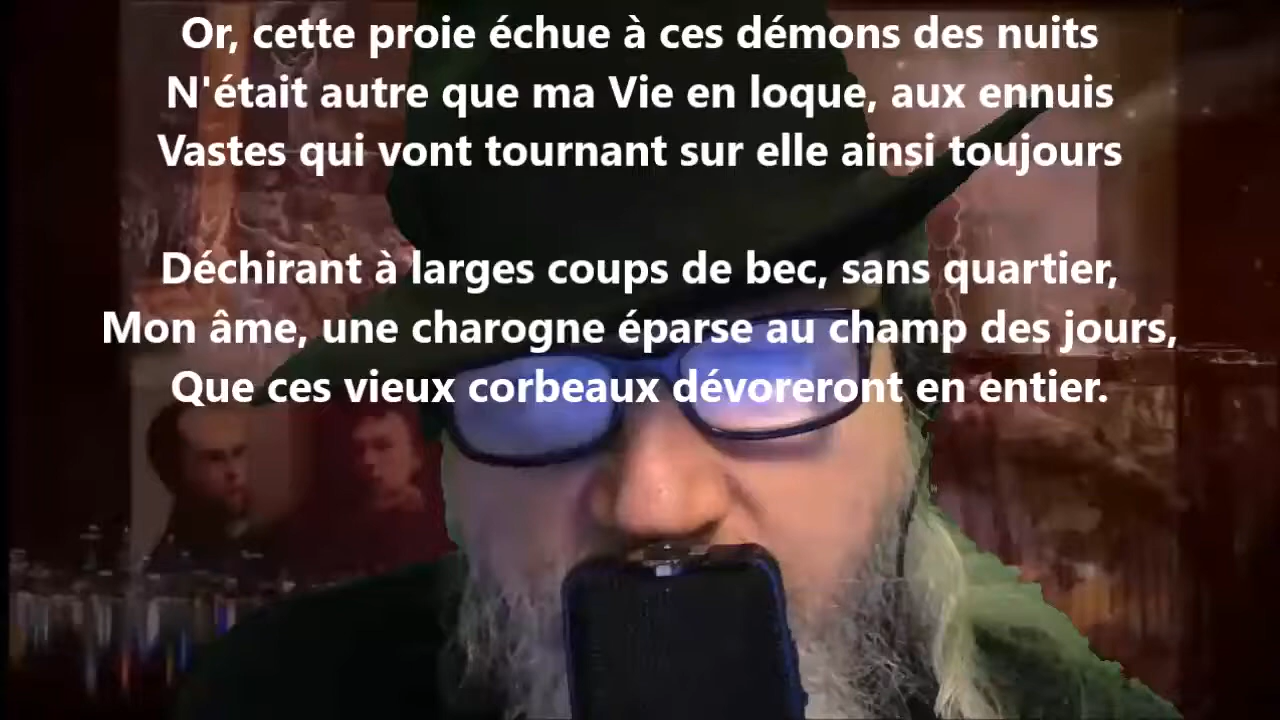 Or, cette proie échue à ces démons des nuits
N'était autre que ma Vie en loque, aux ennuis
Vastes qui vont tournant sur elle ainsi toujours
Déchirant à larges coups de bec, sans quartier,
Mon âme, une charogne éparse au champ des jours,
Que ces vieux corbeaux dévoreront en entier.